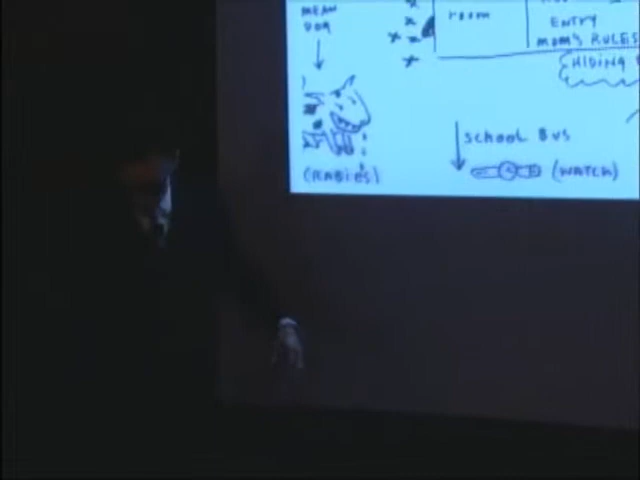 MEAN
DOG
room
ENTRY
MOM'S RULES
HIDING
SCHOOL BUS
(WATCH)
(RABIES)